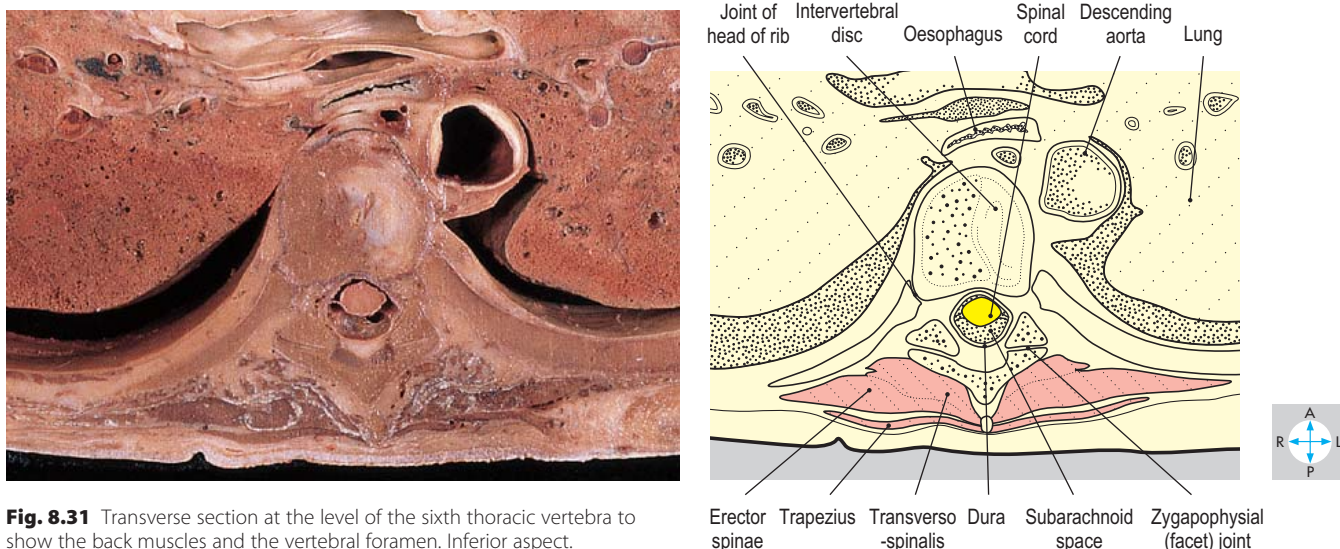 Joint of
head of rib
Intervertebral
disc
Oesophagus
Spinal
cord
Descending
aorta
Lung
A
R
L
P
Erector
spinae
Trapezius
Transverso
-spinalis
Dura
Subarachnoid
space
Zygapophysial
(facet) joint
Fig. 8.31 Transverse section at the level of the sixth thoracic vertebra to
show the back muscles and the vertebral foramen. Inferior aspect.